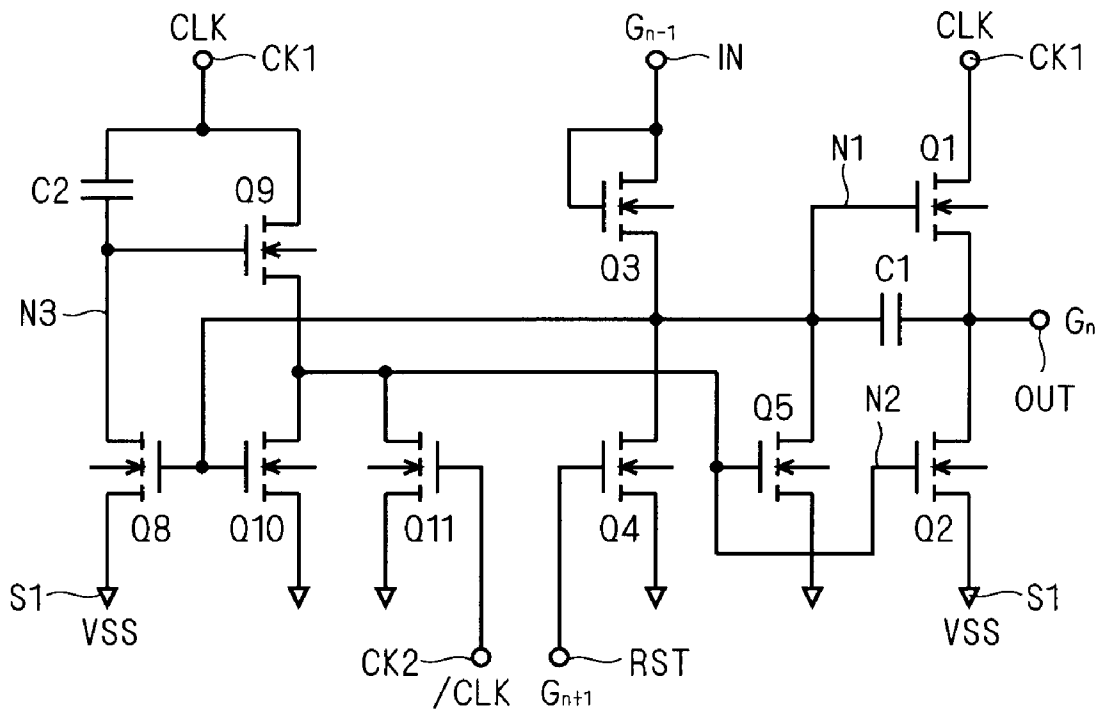 CLK
CK1
Gn-1
IN
CLK
CK1
C2
Q9
Q3
N1
Q1
C1
N3
Gn
OUT
Q5
N2
Q8
Q10
Q11
Q4
Q2
S1
VSS
S1
VSS
CK2
/CLK
Gn+1
RST